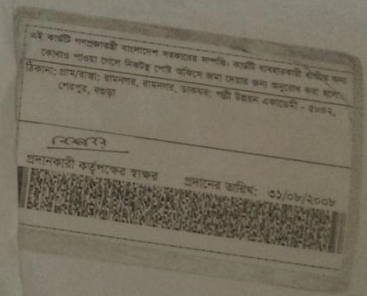 এই কার্ডটি গণপ্রজাতন্ত্রী বাংলাদেশ সরকারের সম্পত্তি। কার্ডটি ব্যবহারকারী ব্যতীত অন্য
কোথাও পাওয়া গেলে নিকটস্থ পোস্ট অফিসে জমা দেয়ার জন্য অনুরোধ করা হলো।
ঠিকানা: গ্রাম/রাস্তা: রামনগর, রামনগর, ডাকঘর: পল্লী উন্নয়ন একাডেমী - ৫৮৪২,
শেরপুর, বগুড়া
প্রদানকারী কর্তৃপক্ষের স্বাক্ষর প্রদানের তারিখ: ৩১/০৮/২০০৮